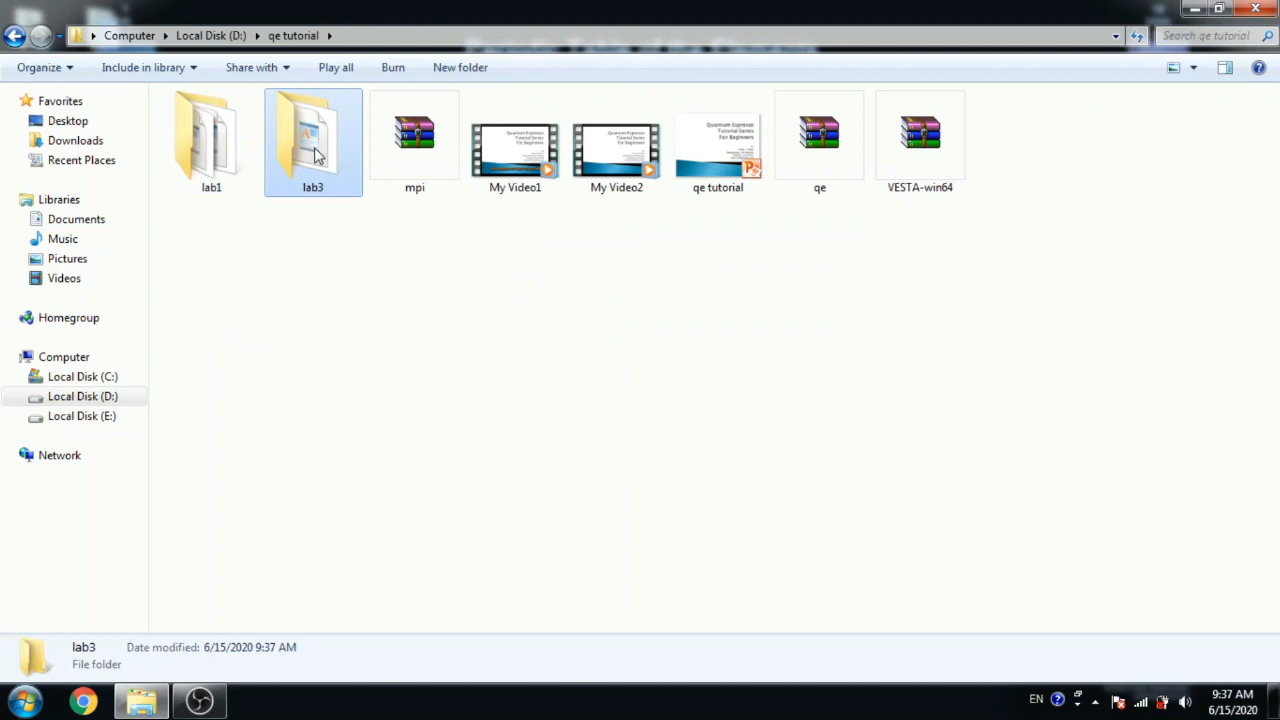 Computer
Local Disk (D:)
qe tutorial
Search qe tutorial
Organize
Include in library
Share with
Play all
Burn
New folder
Favorites
Desktop
Downloads
Recent Places
Libraries
Documents
Music
Pictures
Videos
Homegroup
Computer
Local Disk (C:)
Local Disk (D:)
Local Disk (E:)
Network
Quantum Espresso
Tutorial Series
For Beginners
Quantum Espresso
Tutorial Series
For Beginners
Quantum Espresso
Tutorial Series
For Beginners
lab1
lab3
mpi
My Video1
My Video2
qe tutorial
qe
VESTA-win64
lab3
Date modified: 6/15/2020 9:37 AM
File folder
EN
9:37 AM
6/15/2020